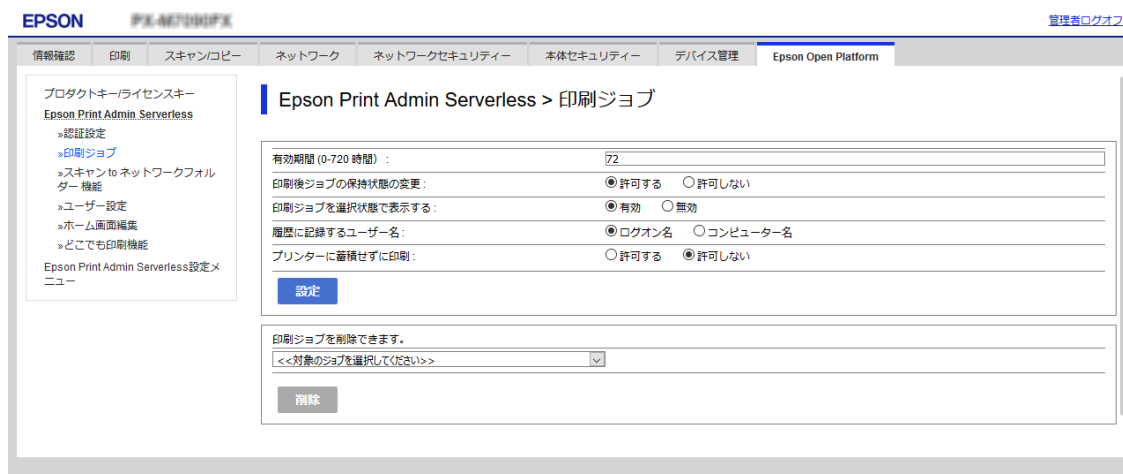 EPSON
管理者ログオフ
情報確認 印刷 スキャン/コピー ネットワーク ネットワークセキュリティー 本体セキュリティー デバイス管理 Epson Open Platform
プロダクトキー/ライセンスキー
Epson Print Admin Serverless
»認証設定
»印刷ジョブ
»スキャン to ネットワークフォル
ダー 機能
»ユーザー設定
»ホーム画面編集
»どこでも印刷機能
Epson Print Admin Serverless設定メ
ニュー
Epson Print Admin Serverless > 印刷ジョブ
有効期間 (0-720 時間) : 72
印刷後ジョブの保持状態の変更 : 許可する 許可しない
印刷ジョブを選択状態で表示する : 有効 無効
履歴に記録するユーザー名 : ログオン名 コンピューター名
プリンターに蓄積せずに印刷 : 許可する 許可しない
設定
印刷ジョブを削除できます。
<<対象のジョブを選択してください>>
削除